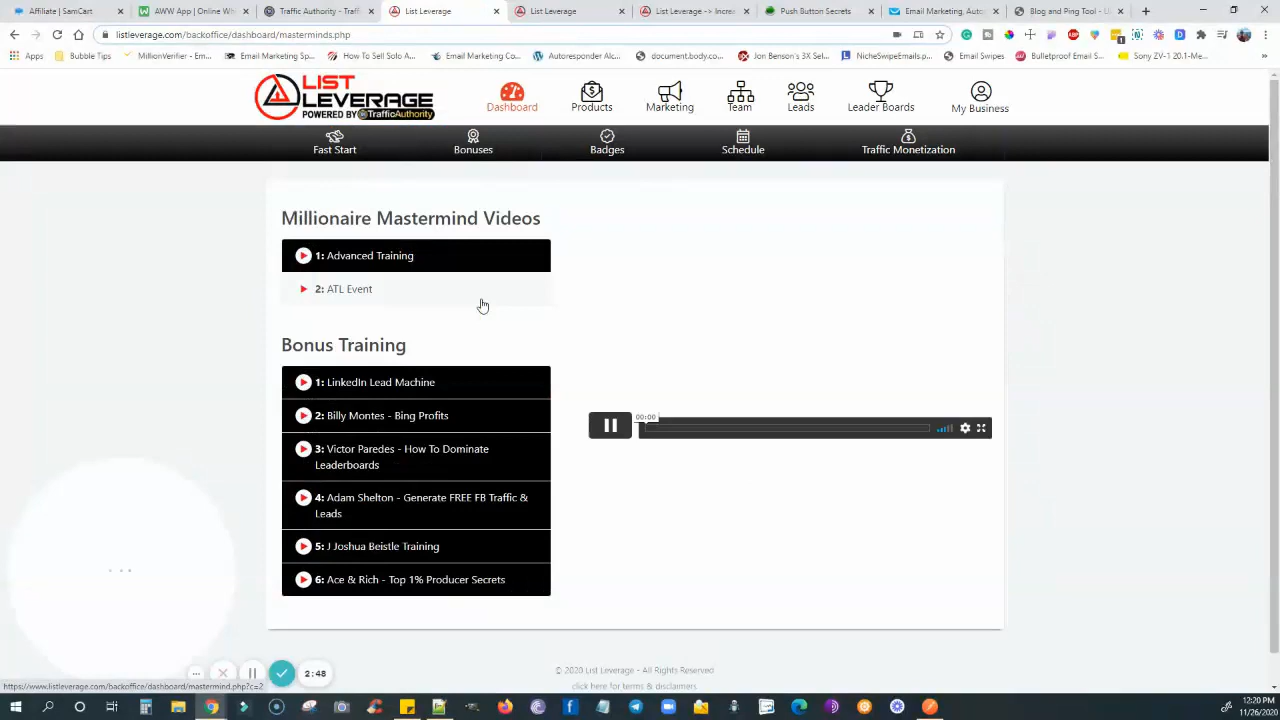 Affiliate | SamCart
AWW App | Online Wh
Traffic Authority - T
List Leverage
List Leverage
List Leverage -> Increa
Push Button Secrets
Email Marketing, Auto
Blog and Ping Tool - U
listleverage.com/backoffice/dashboard/masterminds.php
Apps
Bubble Tips
MillionVerifier - Em...
Email Marketing Sp...
How To Sell Solo A...
Email Marketing Co...
Autoresponder Alc...
document.body.co...
Jon Benson's 3X Sel...
NicheSwipeEmails.p...
Email Swipes
Bulletproof Email S...
Sony ZV-1 20.1-Me...
LIST
LEVERAGE
POWERED BY TrafficAuthority
Dashboard
Products
Marketing
Team
Leads
Leader Boards
My Business
Fast Start
Bonuses
Badges
Schedule
Traffic Monetization
Millionaire Mastermind Videos
1: Advanced Training
2: ATL Event
Bonus Training
1: LinkedIn Lead Machine
2: Billy Montes - Bing Profits
3: Victor Paredes - How To Dominate
Leaderboards
4: Adam Shelton - Generate FREE FB Traffic &
Leads
5: J Joshua Beistle Training
6: Ace & Rich - Top 1% Producer Secrets
00:00
2:48
© 2020 List Leverage - All Rights Reserved
click here for terms & disclaimers
https://www.listleverage.com/backoffice/dashboard/mastermind.php?c=2
12:20 PM
11/26/2020